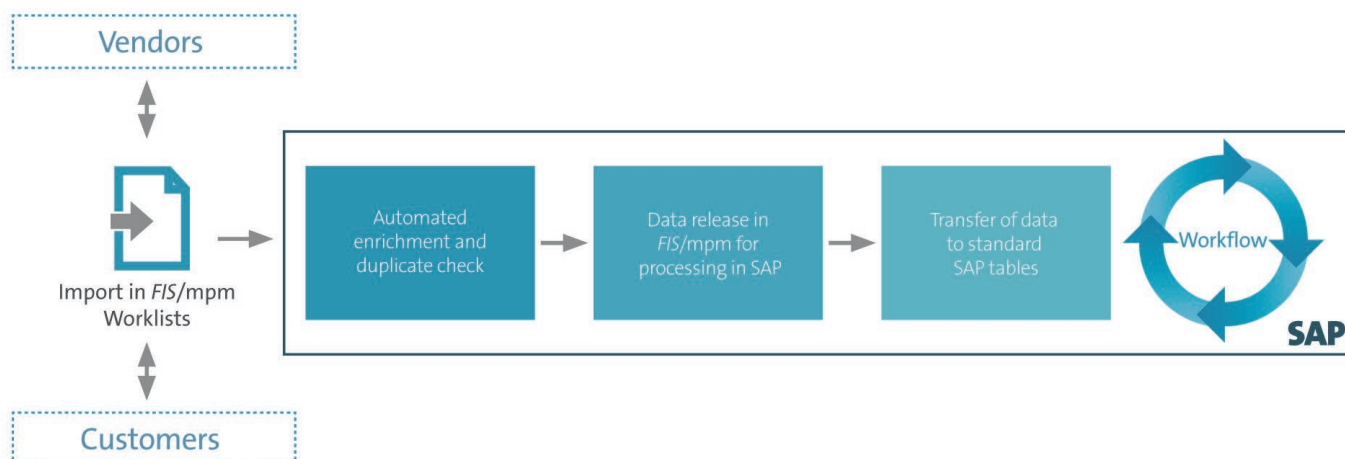 Vendors
Import in FIS/mpm
Worklists
Customers
Automated
enrichment and
duplicate check
Data release in
FIS/mpm for
processing in SAP
Transfer of data
to standard
SAP tables
Workflow
SAP